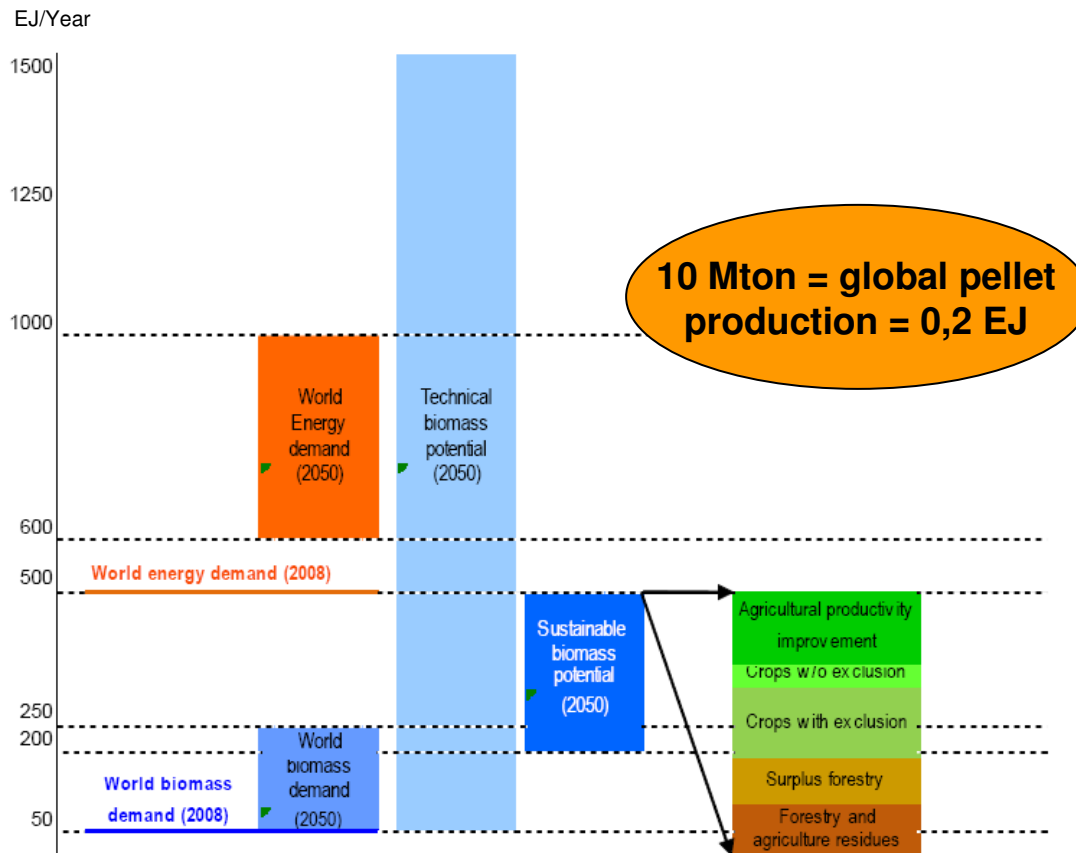 EJ/Year
1500
1250
1000
600
500
250
200
50
10 Mton = global pellet
production = 0,2 EJ
World
Energy
demand
(2050)
Technical
biomass
potential
(2050)
World energy demand (2008)
Sustainable
biomass
potential
(2050)
World
biomass
demand
(2050)
World biomass
demand (2008)
Agricultural productivity
improvement
Crops w/o exclusion
Crops with exclusion
Surplus forestry
Forestry and
agriculture residues